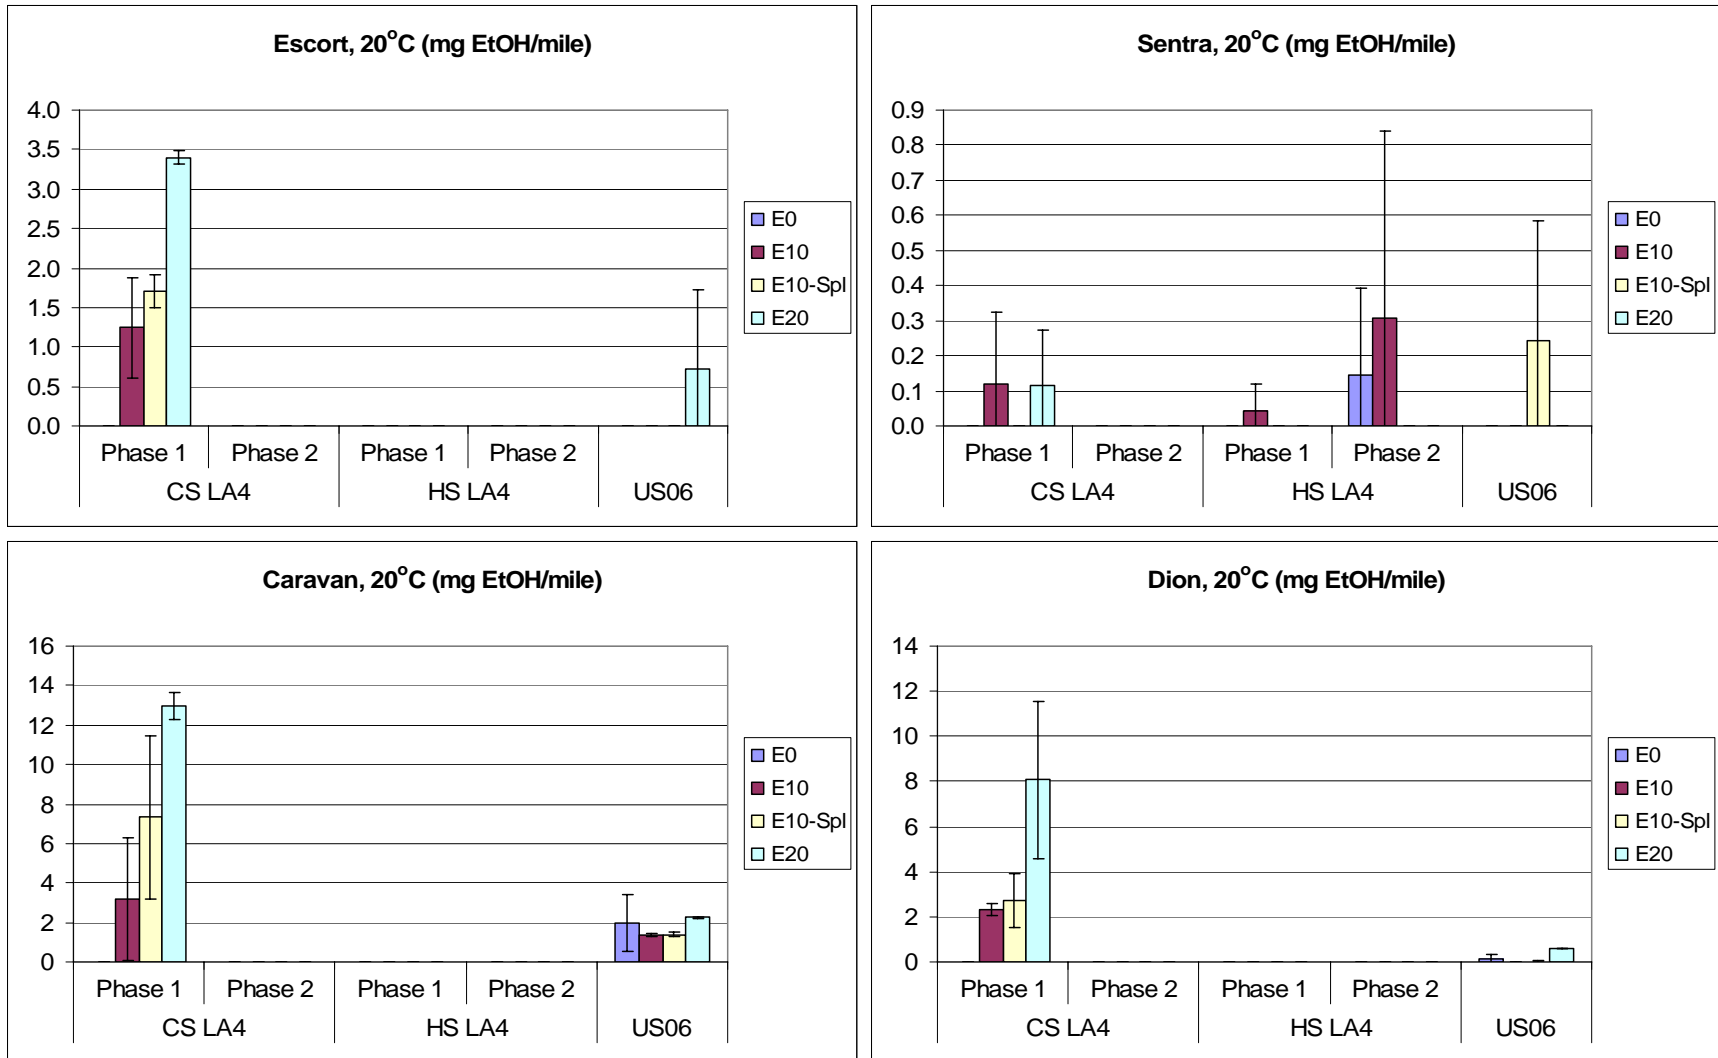 Escort, 20°C (mg EtOH/mile)
4.0
3.5
3.0
2.5
2.0
1.5
1.0
0.5
0.0
Phase 1 Phase 2 Phase 1 Phase 2
CS LA4 HS LA4 US06
E0
E10
E10-Spl
E20
Sentra, 20°C (mg EtOH/mile)
0.9
0.8
0.7
0.6
0.5
0.4
0.3
0.2
0.1
0.0
Phase 1 Phase 2 Phase 1 Phase 2
CS LA4 HS LA4 US06
E0
E10
E10-Spl
E20
Caravan, 20°C (mg EtOH/mile)
16
14
12
10
8
6
4
2
0
Phase 1 Phase 2 Phase 1 Phase 2
CS LA4 HS LA4 US06
E0
E10
E10-Spl
E20
Dion, 20°C (mg EtOH/mile)
14
12
10
8
6
4
2
0
Phase 1 Phase 2 Phase 1 Phase 2
CS LA4 HS LA4 US06
E0
E10
E10-Spl
E20